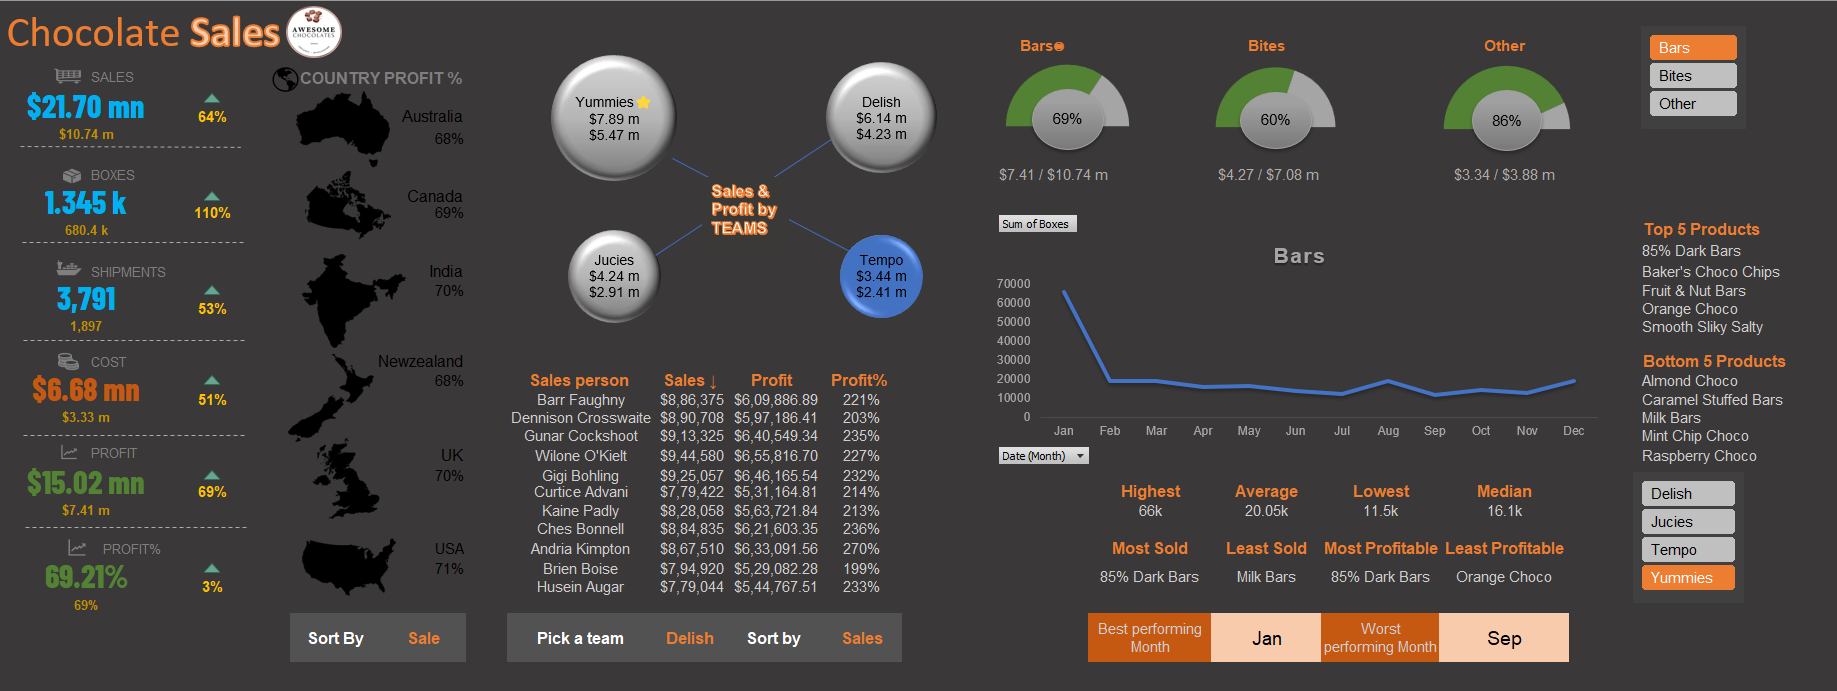 Chocolate Sales
AWESOME
CHOCOLATES
SALES
$21.70 mn
64%
$10.74 m
BOXES
1.345 k
110%
680.4 k
SHIPMENTS
3,791
53%
1,897
COST
$6.68 mn
51%
$3.33 m
PROFIT
$15.02 mn
69%
$7.41 m
PROFIT%
69.21%
3%
69%
COUNTRY PROFIT %
Australia
68%
Canada
69%
India
70%
Newzealand
68%
UK
70%
USA
71%
Sort By Sale
Yummies
$7.89 m
$5.47 m
Delish
$6.14 m
$4.23 m
Sales &
Profit by
TEAMS
Jucies
$4.24 m
$2.91 m
Tempo
$3.44 m
$2.41 m
Sales person Sales ↓ Profit Profit%
Barr Faughny $8,86,375 $6,09,886.89 221%
Dennison Crosswaite $8,90,708 $5,97,186.41 203%
Gunar Cockshoot $9,13,325 $6,40,549.34 235%
Wilone O'Kielt $9,44,580 $6,55,816.70 227%
Gigi Bohling $9,25,057 $6,46,165.54 232%
Curtice Advani $7,79,422 $5,31,164.81 214%
Kaine Padly $8,28,058 $5,63,721.84 213%
Ches Bonnell $8,84,835 $6,21,603.35 236%
Andria Kimpton $8,67,510 $6,33,091.56 270%
Brien Boise $7,94,920 $5,29,082.28 199%
Husein Augar $7,79,044 $5,44,767.51 233%
Pick a team Delish Sort by Sales
Bars
69%
$7.41 / $10.74 m
Bites
60%
$4.27 / $7.08 m
Other
86%
$3.34 / $3.88 m
Sum of Boxes
Bars
70000
60000
50000
40000
30000
20000
10000
0
Jan Feb Mar Apr May Jun Jul Aug Sep Oct Nov Dec
Date (Month)
Highest Average Lowest Median
66k 20.05k 11.5k 16.1k
Most Sold Least Sold Most Profitable Least Profitable
85% Dark Bars Milk Bars 85% Dark Bars Orange Choco
Best performing
Month
Jan
Worst
performing Month
Sep
Bars
Bites
Other
Top 5 Products
85% Dark Bars
Baker's Choco Chips
Fruit & Nut Bars
Orange Choco
Smooth Sliky Salty
Bottom 5 Products
Almond Choco
Caramel Stuffed Bars
Milk Bars
Mint Chip Choco
Raspberry Choco
Delish
Jucies
Tempo
Yummies